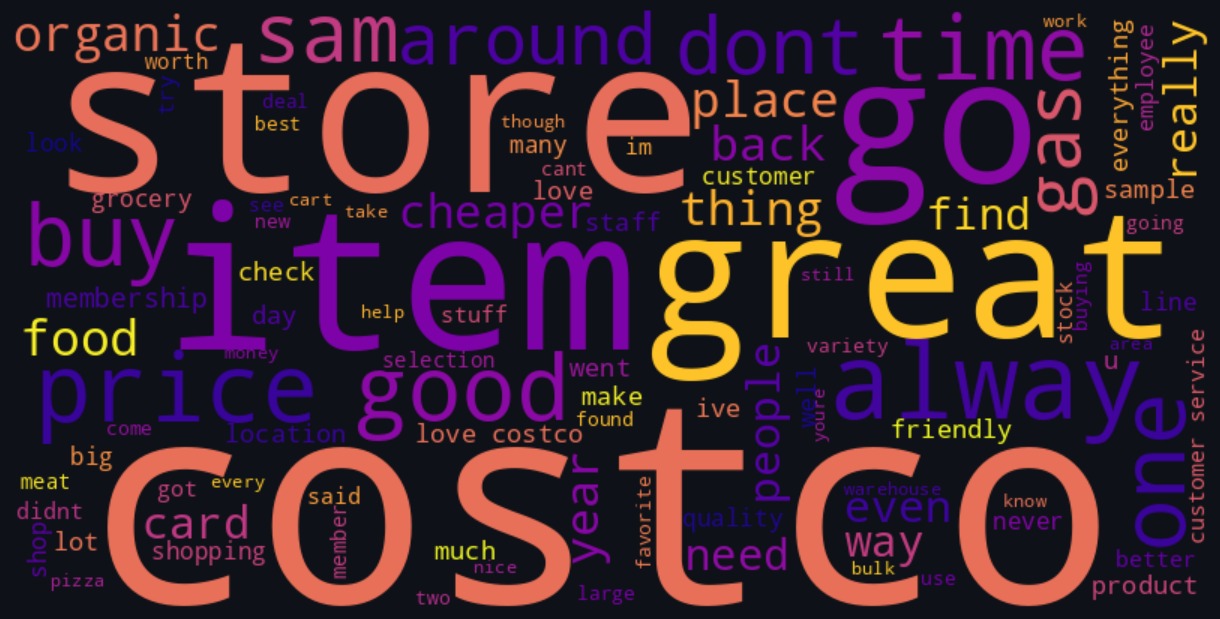 organic
sam
around
dont
time
work
everything
employee
really
worth
try
store
deal
best
look
though
many
im
cant
love
place
back
customer
go
gas
sample
grocery
see
cart
new
take
cheaper
staff
thing
find
going
buy
item
great
check
membership
day
help
stuff
still
stock
buying
line
food
money
selection
went
variety
area
u
price
good
make
found
people
well
youre
alway
customer service
come
location
love costco
ive
friendly
one
big
meat
got
every
said
costco
year
favorite
quality
warehouse
even
know
never
didnt
card
member
shop
lot
shopping
much
nice
need
way
bulk
use
better
pizza
two
large
product